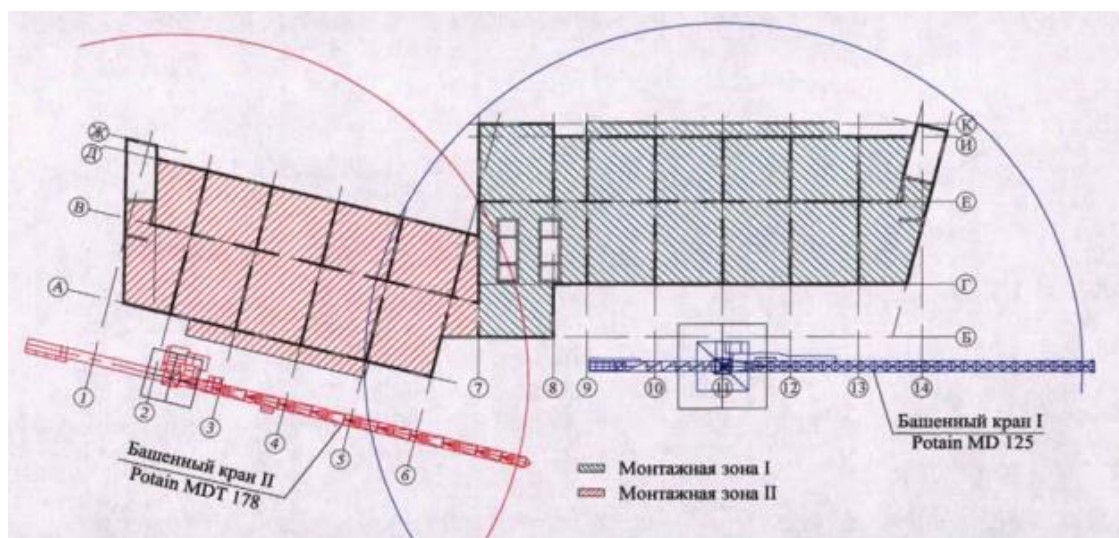 Ж
Д
В
А
К
И
Е
Г
Б
1
2
3
4
5
6
7
8
9
10
11
12
13
14
Башенный кран II
Potain MDT 178
Башенный кран I
Potain MD 125
Монтажная зона I
Монтажная зона II